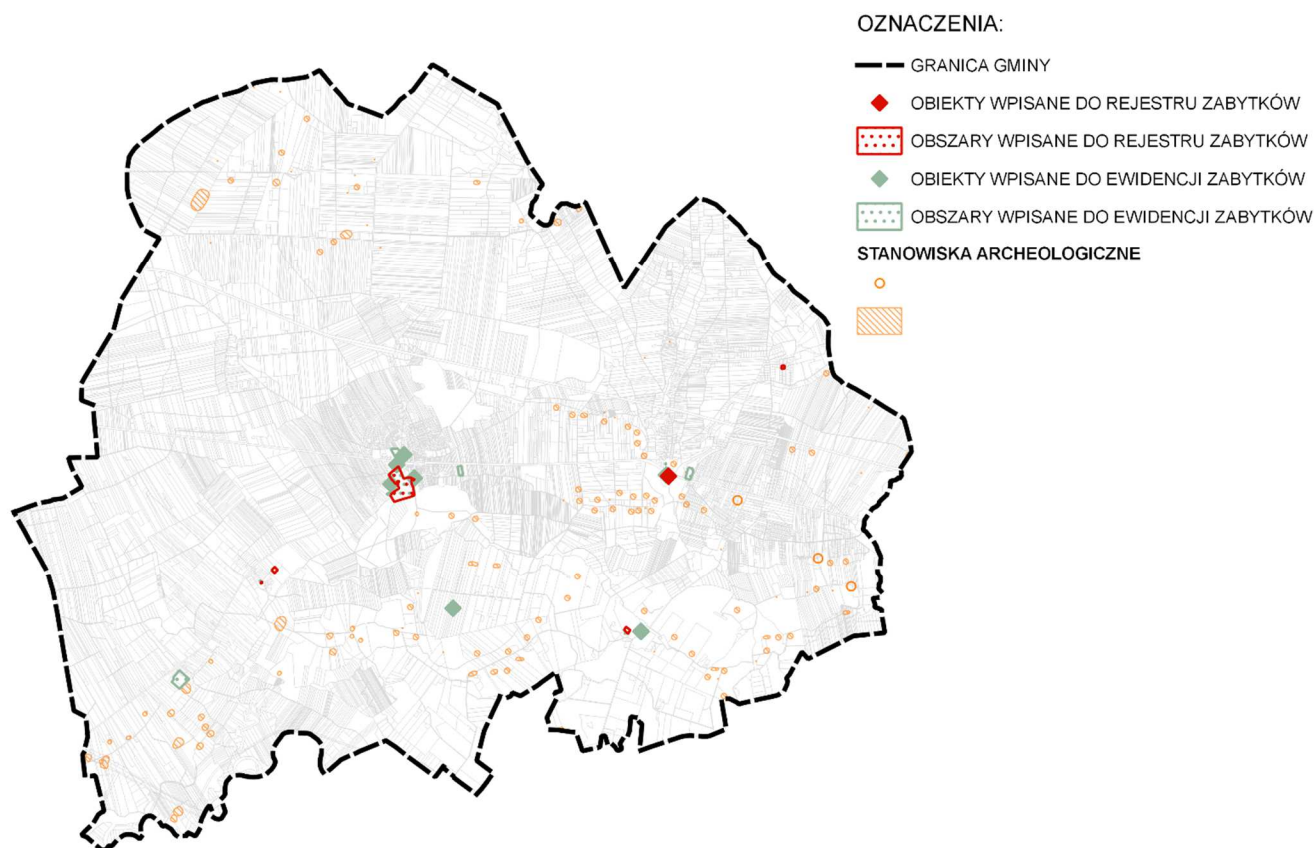 OZNACZENIA:
GRANICA GMINY
OBIEKTY WPISANE DO REJESTRU ZABYTKÓW
OBSZARY WPISANE DO REJESTRU ZABYTKÓW
OBIEKTY WPISANE DO EWIDENCJI ZABYTKÓW
OBSZARY WPISANE DO EWIDENCJI ZABYTKÓW
STANOWISKA ARCHEOLOGICZNE